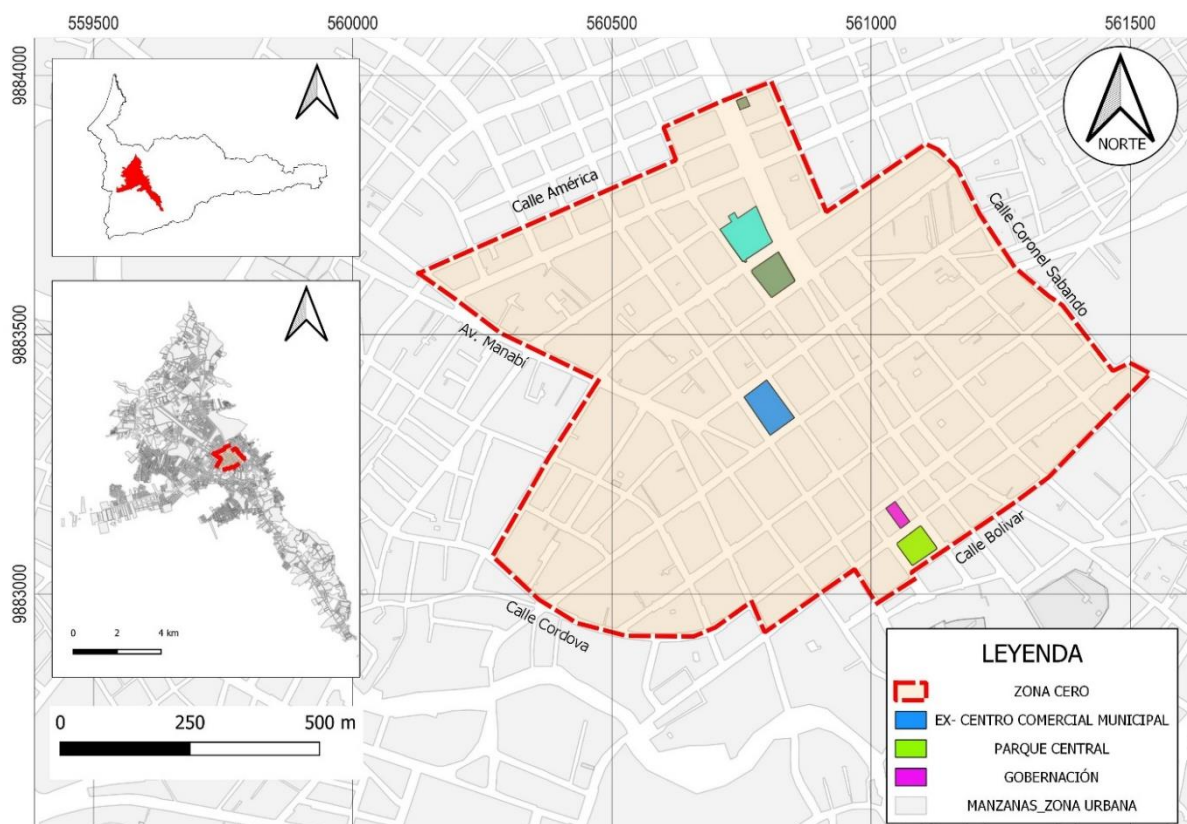 559500 560000 560500 561000 561500
9884000
9883500
9883000
NORTE
Calle América
Calle Coronel Sabando
Av. Manabí
Calle Bolivar
Calle Cordova
0 2 4 km
0 250 500 m
LEYENDA
ZONA CERO
EX- CENTRO COMERCIAL MUNICIPAL
PARQUE CENTRAL
GOBERNACIÓN
MANZANAS_ZONA URBANA